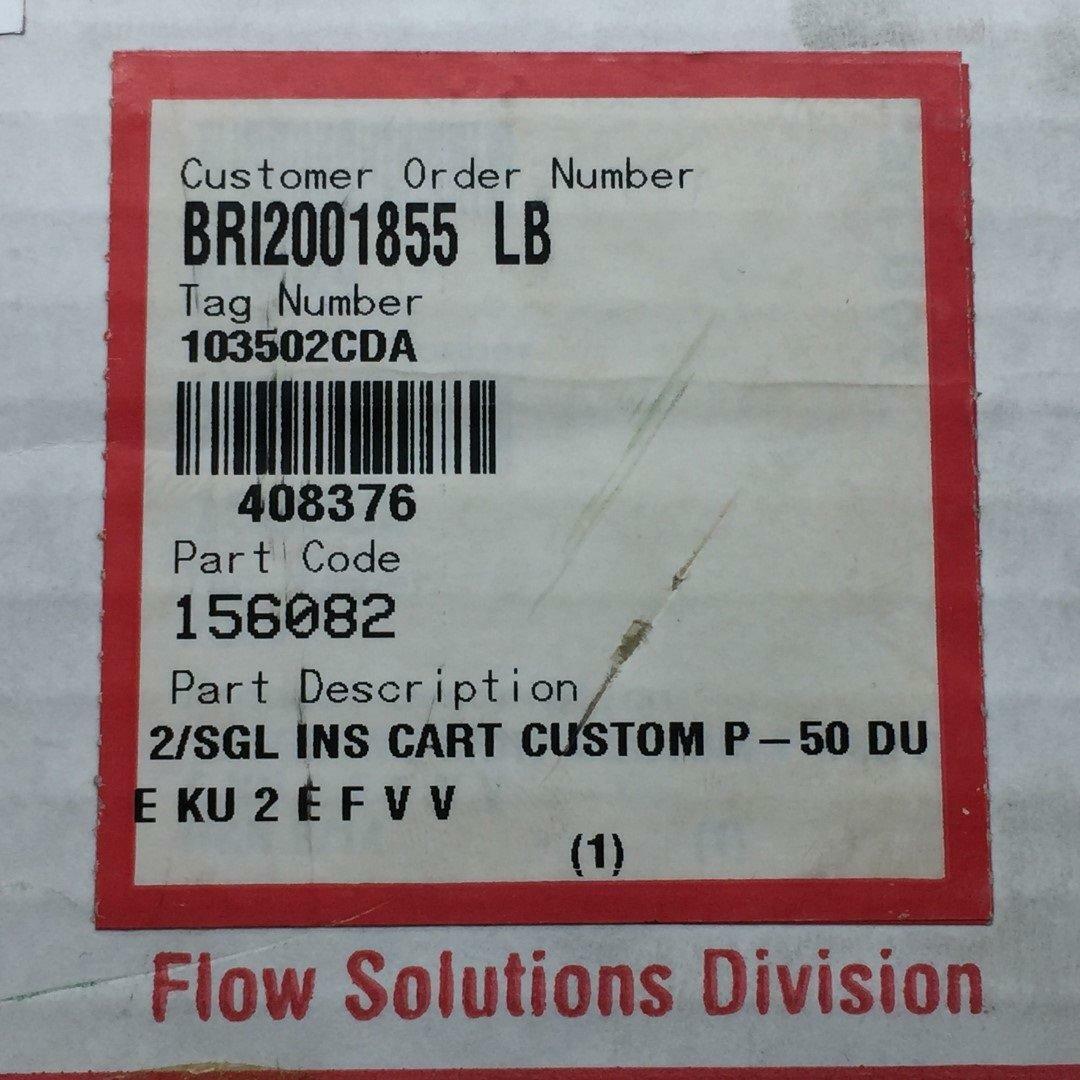 Customer Order Number
BRI2001855 LB
Tag Number
103502CDA
408376
Part Code
156082
Part Description
2/SGL INS CART CUSTOM P-50 DU
E KU 2 E F V V
(1)
Flow Solutions Division